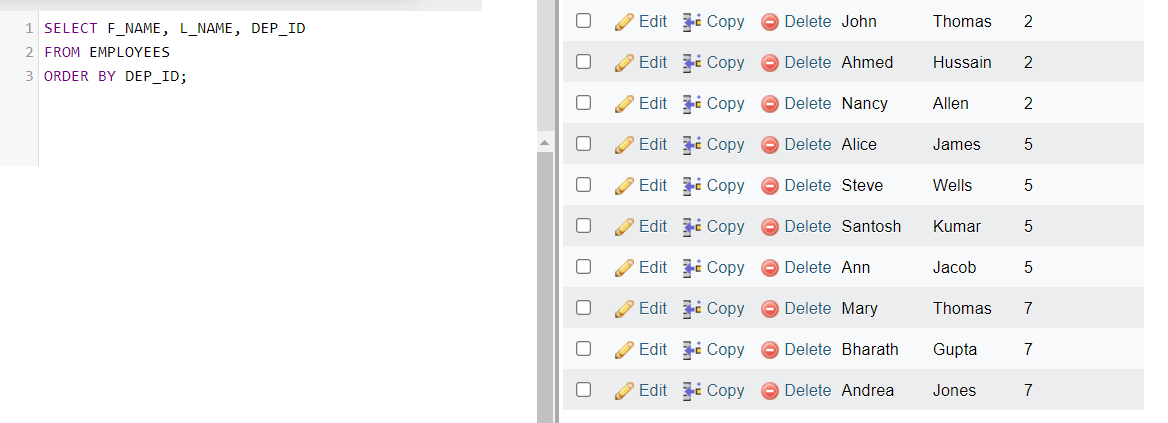 1 SELECT F_NAME, L_NAME, DEP_ID
2 FROM EMPLOYEES
3 ORDER BY DEP_ID;
Edit Copy Delete John Thomas 2
Edit Copy Delete Ahmed Hussain 2
Edit Copy Delete Nancy Allen 2
Edit Copy Delete Alice James 5
Edit Copy Delete Steve Wells 5
Edit Copy Delete Santosh Kumar 5
Edit Copy Delete Ann Jacob 5
Edit Copy Delete Mary Thomas 7
Edit Copy Delete Bharath Gupta 7
Edit Copy Delete Andrea Jones 7